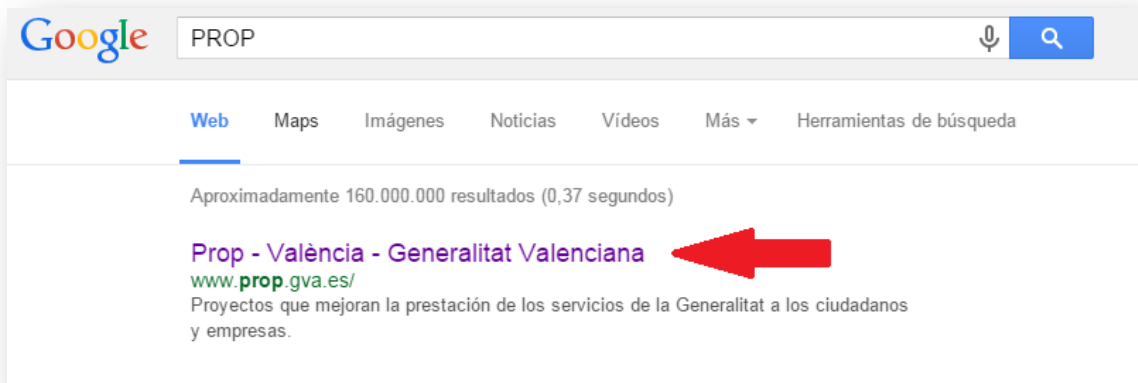 Google PROP
Web Maps Imágenes Noticias Vídeos Más Herramientas de búsqueda
Aproximadamente 160.000.000 resultados (0,37 segundos)
Prop - València - Generalitat Valenciana
www.prop.gva.es/
Proyectos que mejoran la prestación de los servicios de la Generalitat a los ciudadanos
y empresas.